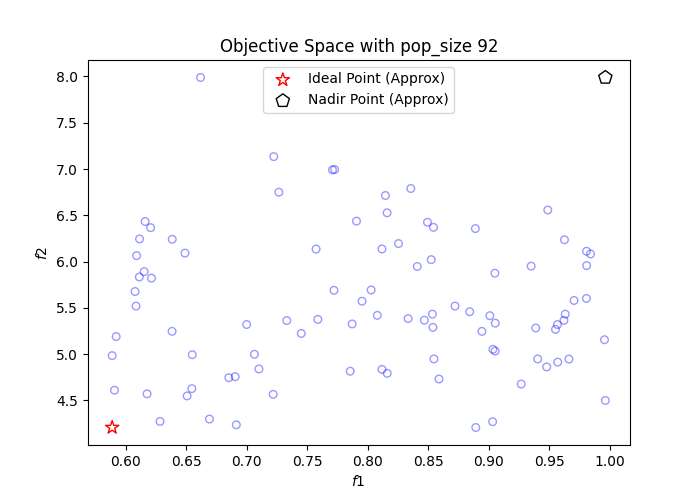 Objective Space with pop_size 92
Ideal Point (Approx)
Nadir Point (Approx)
f2
8.0
7.5
7.0
6.5
6.0
5.5
5.0
4.5
0.60 0.65 0.70 0.75 0.80 0.85 0.90 0.95 1.00
f1